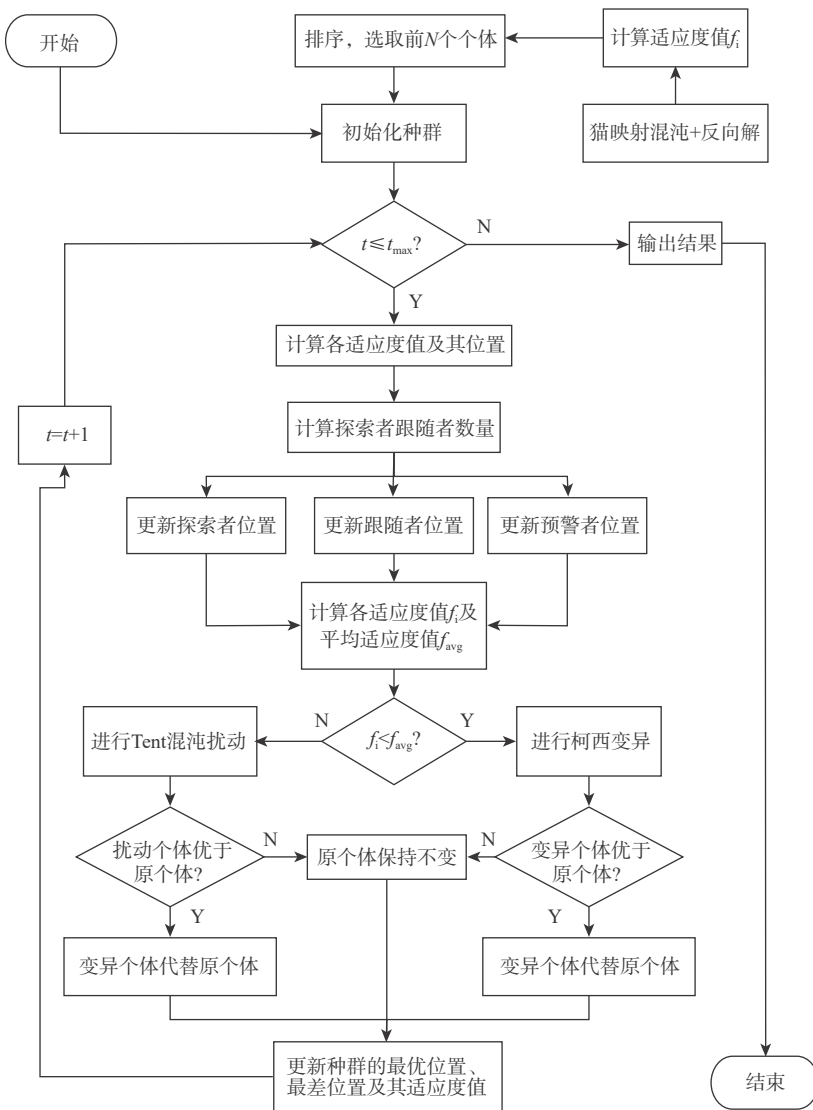 开始
排序，选取前N个个体
计算适应度值fi
初始化种群
猫映射混沌+反向解
t≤tmax?
N
输出结果
Y
计算各适应度值及其位置
t=t+1
计算探索者跟随者数量
更新探索者位置
更新跟随者位置
更新预警者位置
计算各适应度值fi及
平均适应度值favg
进行Tent混沌扰动
N
fi<favg?
Y
进行柯西变异
扰动个体优于
原个体?
N
原个体保持不变
N
变异个体优于
原个体?
Y
Y
变异个体代替原个体
变异个体代替原个体
更新种群的最优位置、
最差位置及其适应度值
结束